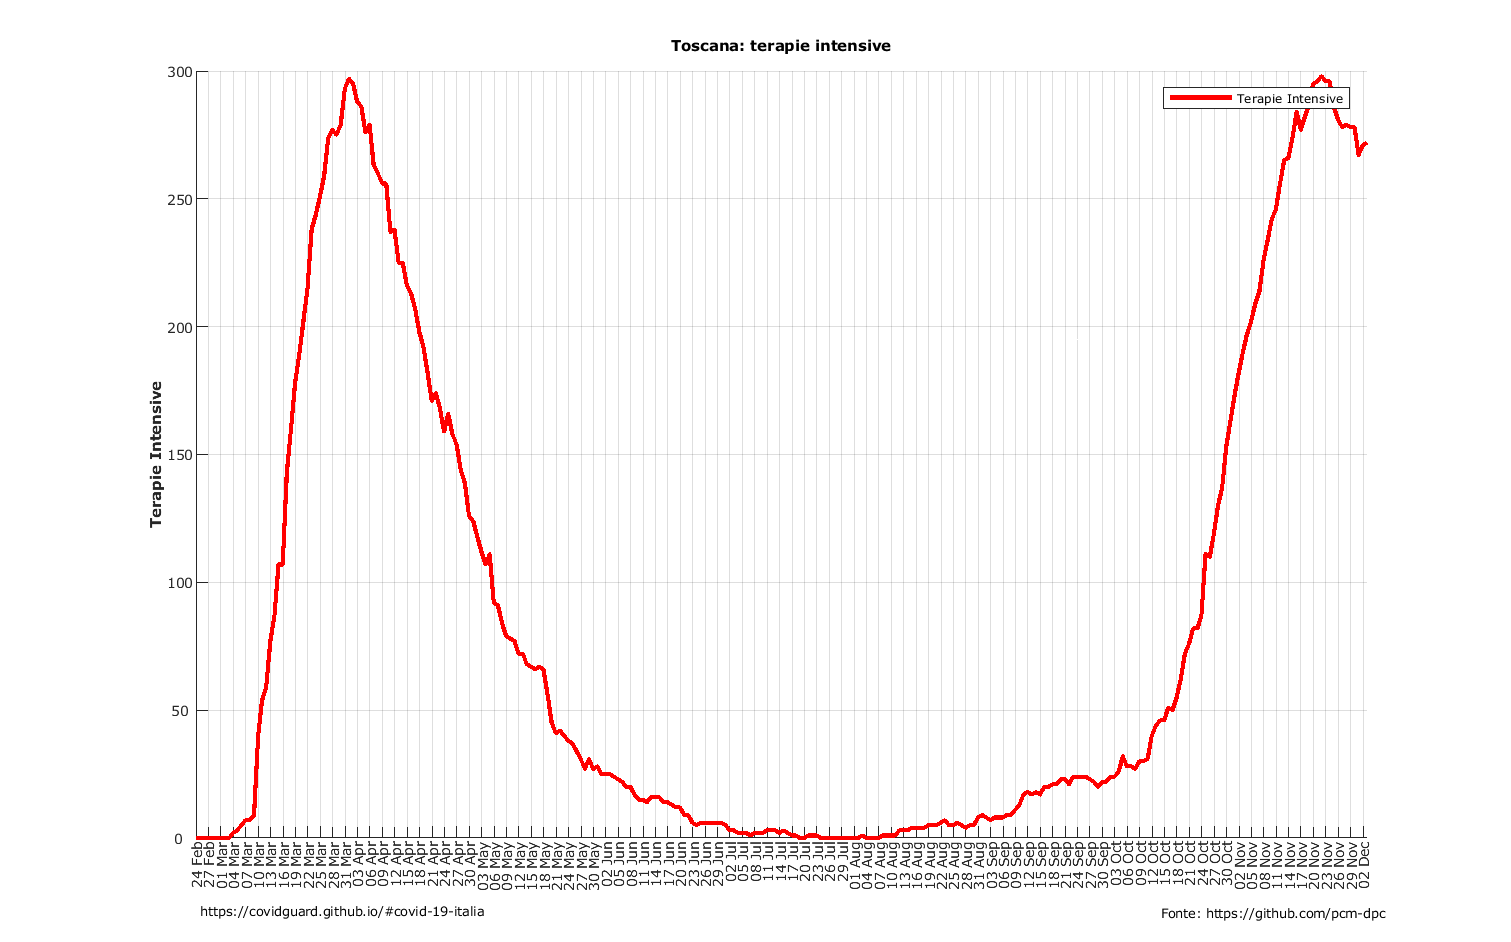 Toscana: terapie intensive
Terapie Intensive
Terapie Intensive
300
250
200
150
100
50
0
24 Feb
27 Feb
01 Mar
04 Mar
07 Mar
10 Mar
13 Mar
16 Mar
19 Mar
22 Mar
25 Mar
28 Mar
31 Mar
03 Apr
06 Apr
09 Apr
12 Apr
15 Apr
18 Apr
21 Apr
24 Apr
27 Apr
30 Apr
03 May
06 May
09 May
12 May
15 May
18 May
21 May
24 May
27 May
30 May
02 Jun
05 Jun
08 Jun
11 Jun
14 Jun
17 Jun
20 Jun
23 Jun
26 Jun
29 Jun
02 Jul
05 Jul
08 Jul
11 Jul
14 Jul
17 Jul
20 Jul
23 Jul
26 Jul
29 Jul
01 Aug
04 Aug
07 Aug
10 Aug
13 Aug
16 Aug
19 Aug
22 Aug
25 Aug
28 Aug
31 Aug
03 Sep
06 Sep
09 Sep
12 Sep
15 Sep
18 Sep
21 Sep
24 Sep
27 Sep
30 Sep
03 Oct
06 Oct
09 Oct
12 Oct
15 Oct
18 Oct
21 Oct
24 Oct
27 Oct
30 Oct
02 Nov
05 Nov
08 Nov
11 Nov
14 Nov
17 Nov
20 Nov
23 Nov
26 Nov
29 Nov
02 Dec
https://covidguard.github.io/#covid-19-italia
Fonte: https://github.com/pcm-dpc